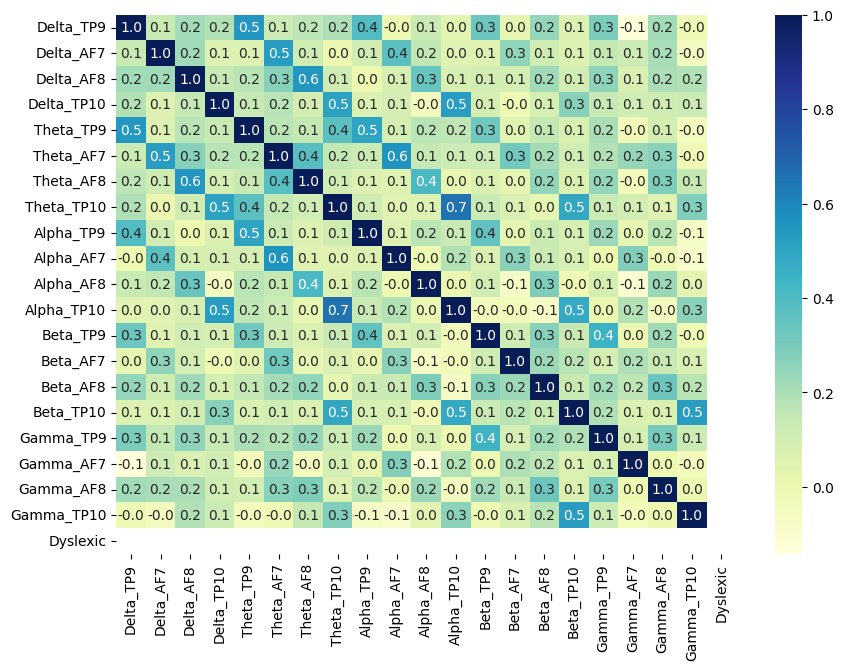 Delta_TP9 1.0 0.1 0.2 0.2 0.5 0.1 0.2 0.2 0.4 -0.0 0.1 0.0 0.3 0.0 0.2 0.1 0.3 -0.1 0.2 -0.0
Delta_AF7 0.1 1.0 0.2 0.1 0.1 0.5 0.1 0.0 0.1 0.4 0.2 0.0 0.1 0.3 0.1 0.1 0.1 0.1 0.2 -0.0
Delta_AF8 0.2 0.2 1.0 0.1 0.2 0.3 0.6 0.1 0.0 0.1 0.3 0.1 0.1 0.1 0.2 0.1 0.3 0.1 0.2 0.2
Delta_TP10 0.2 0.1 0.1 1.0 0.1 0.2 0.1 0.5 0.1 0.1 -0.0 0.5 0.1 -0.0 0.1 0.3 0.1 0.1 0.1 0.1
Theta_TP9 0.5 0.1 0.2 0.1 1.0 0.2 0.1 0.4 0.5 0.1 0.2 0.2 0.3 0.0 0.1 0.1 0.2 -0.0 0.1 -0.0
Theta_AF7 0.1 0.5 0.3 0.2 0.2 1.0 0.4 0.2 0.1 0.6 0.1 0.1 0.1 0.3 0.2 0.1 0.2 0.2 0.3 -0.0
Theta_AF8 0.2 0.1 0.6 0.1 0.1 0.4 1.0 0.1 0.1 0.1 0.4 0.0 0.1 0.0 0.2 0.1 0.2 -0.0 0.3 0.1
Theta_TP10 0.2 0.0 0.1 0.5 0.4 0.2 0.1 1.0 0.1 0.0 0.1 0.7 0.1 0.1 0.0 0.5 0.1 0.1 0.1 0.3
Alpha_TP9 0.4 0.1 0.0 0.1 0.5 0.1 0.1 0.1 1.0 0.1 0.2 0.1 0.4 0.0 0.1 0.1 0.2 0.0 0.2 -0.1
Alpha_AF7 -0.0 0.4 0.1 0.1 0.1 0.6 0.1 0.0 0.1 1.0 -0.0 0.2 0.1 0.3 0.1 0.1 0.0 0.3 -0.0 -0.1
Alpha_AF8 0.1 0.2 0.3 -0.0 0.2 0.1 0.4 0.1 0.2 -0.0 1.0 0.0 0.1 -0.1 0.3 -0.0 0.1 -0.1 0.2 0.0
Alpha_TP10 0.0 0.0 0.1 0.5 0.2 0.1 0.0 0.7 0.1 0.2 0.0 1.0 -0.0 -0.0 -0.1 0.5 0.0 0.2 -0.0 0.3
Beta_TP9 0.3 0.1 0.1 0.1 0.3 0.1 0.1 0.1 0.4 0.1 0.1 -0.0 1.0 0.1 0.3 0.1 0.4 0.0 0.2 -0.0
Beta_AF7 0.0 0.3 0.1 -0.0 0.0 0.3 0.0 0.1 0.0 0.3 -0.1 -0.0 0.1 1.0 0.2 0.2 0.1 0.2 0.1 0.1
Beta_AF8 0.2 0.1 0.2 0.1 0.1 0.2 0.2 0.0 0.1 0.1 0.3 -0.1 0.3 0.2 1.0 0.1 0.2 0.2 0.3 0.2
Beta_TP10 0.1 0.1 0.1 0.3 0.1 0.1 0.1 0.5 0.1 0.1 -0.0 0.5 0.1 0.2 0.1 1.0 0.2 0.1 0.1 0.5
Gamma_TP9 0.3 0.1 0.3 0.1 0.2 0.2 0.2 0.1 0.2 0.0 0.1 0.0 0.4 0.1 0.2 0.2 1.0 0.1 0.3 0.1
Gamma_AF7 -0.1 0.1 0.1 0.1 -0.0 0.2 -0.0 0.1 0.0 0.3 -0.1 0.2 0.0 0.2 0.2 0.1 0.1 1.0 0.0 -0.0
Gamma_AF8 0.2 0.2 0.2 0.1 0.1 0.3 0.3 0.1 0.2 -0.0 0.2 -0.0 0.2 0.1 0.3 0.1 0.3 0.0 1.0 0.0
Gamma_TP10 -0.0 -0.0 0.2 0.1 -0.0 -0.0 0.1 0.3 -0.1 -0.1 0.0 0.3 -0.0 0.1 0.2 0.5 0.1 -0.0 0.0 1.0
Dyslexic
Delta_TP9
Delta_AF7
Delta_AF8
Delta_TP10
Theta_TP9
Theta_AF7
Theta_AF8
Theta_TP10
Alpha_TP9
Alpha_AF7
Alpha_AF8
Alpha_TP10
Beta_TP9
Beta_AF7
Beta_AF8
Beta_TP10
Gamma_TP9
Gamma_AF7
Gamma_AF8
Gamma_TP10
Dyslexic
1.0
0.8
0.6
0.4
0.2
0.0